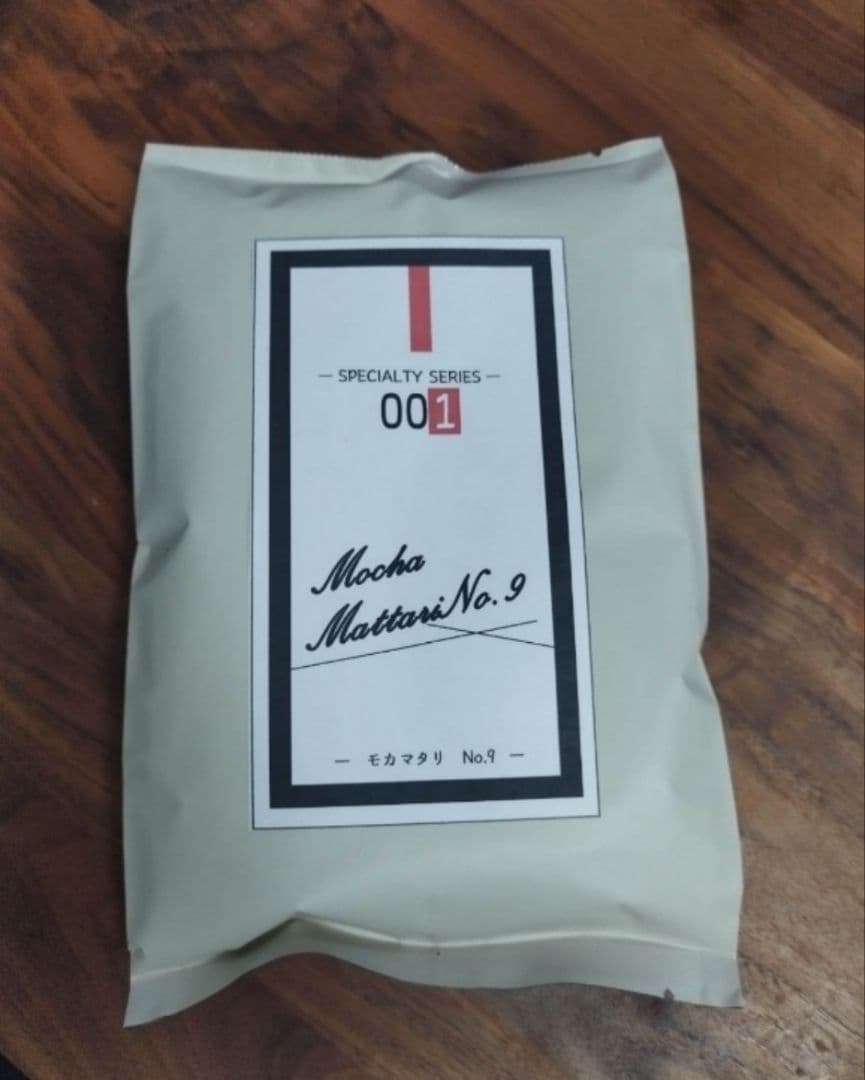 — SPECIALTY SERIES —
001
Mocha
Mattari No. 9
— モカマタリ No.9 —